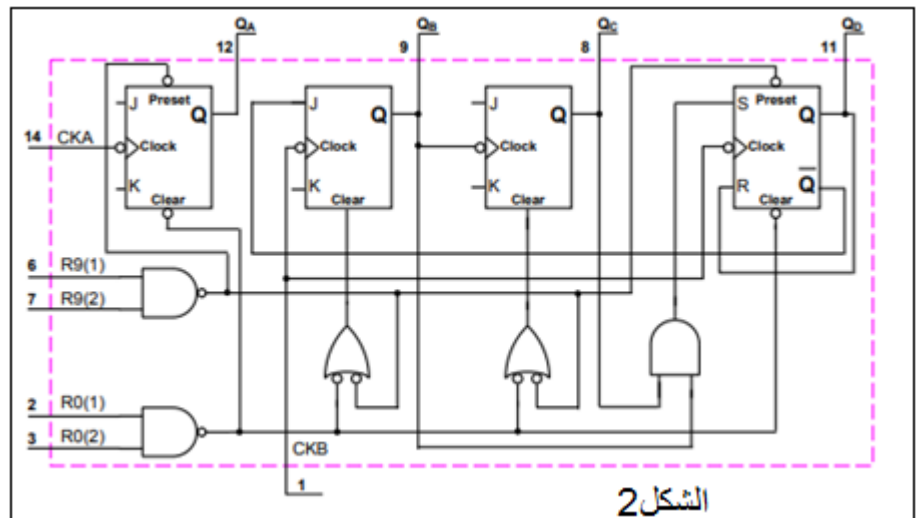 QA QB QC QD
12 9 8 11
J Preset Q J Q J Q S Preset Q
14 CKA Clock Clock Clock Clock
K Clear K Clear K Clear R Clear Q̅
6 R9(1)
7 R9(2)
2 R0(1)
3 R0(2)
CKB
1
الشكل2